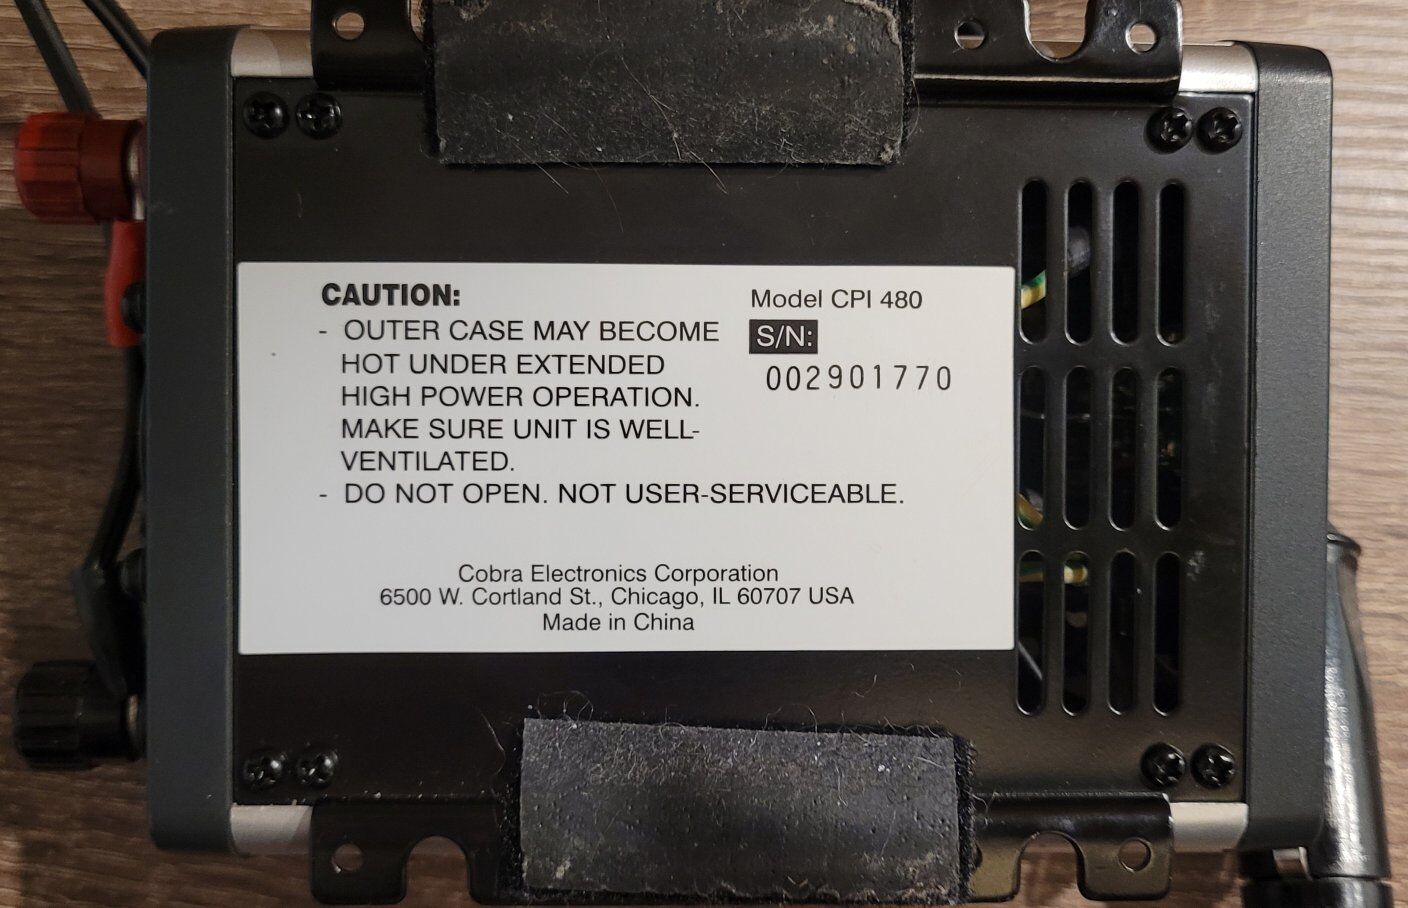 CAUTION:
- OUTER CASE MAY BECOME
HOT UNDER EXTENDED
HIGH POWER OPERATION.
MAKE SURE UNIT IS WELL-
VENTILATED.
- DO NOT OPEN. NOT USER-SERVICEABLE.
Model CPI 480
S/N:
002901770
Cobra Electronics Corporation
6500 W. Cortland St., Chicago, IL 60707 USA
Made in China